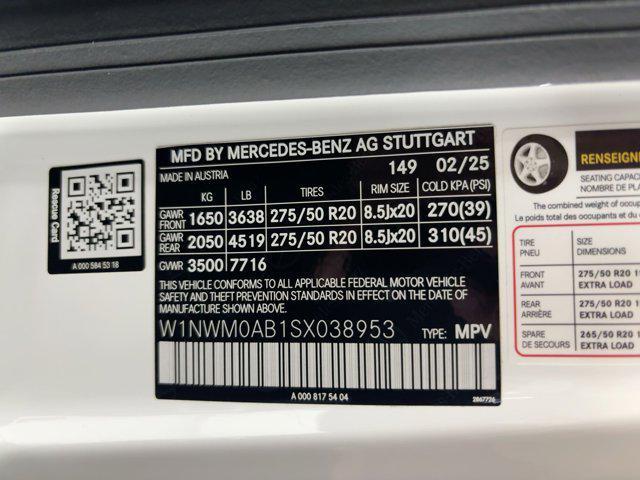 MFD BY MERCEDES-BENZ AG STUTTGART
MADE IN AUSTRIA 149 02/25
KG LB TIRES RIM SIZE COLD KPA (PSI)
GAWR FRONT 1650 3638 275/50 R20 8.5Jx20 270(39)
GAWR REAR 2050 4519 275/50 R20 8.5Jx20 310(45)
GVWR 3500 7716
THIS VEHICLE CONFORMS TO ALL APPLICABLE FEDERAL MOTOR VEHICLE
SAFETY AND THEFT PREVENTION STANDARDS IN EFFECT ON THE DATE OF
MANUFACTURE SHOWN ABOVE.
W1NWM0AB1SX038953 TYPE: MPV
A 000 817 54 04
2867726
Rescue Card
A 000 584 53 18
RENSEIGNE
SEATING CAPAC
NOMBRE DE PLA
The combined weight of occup
Le poids total des occupants et du
TIRE PNEU SIZE DIMENSIONS
FRONT AVANT 275/50 R20 EXTRA LOAD
REAR ARRIÈRE 275/50 R20 EXTRA LOAD
SPARE DE SECOURS 265/50 R20 EXTRA LOAD